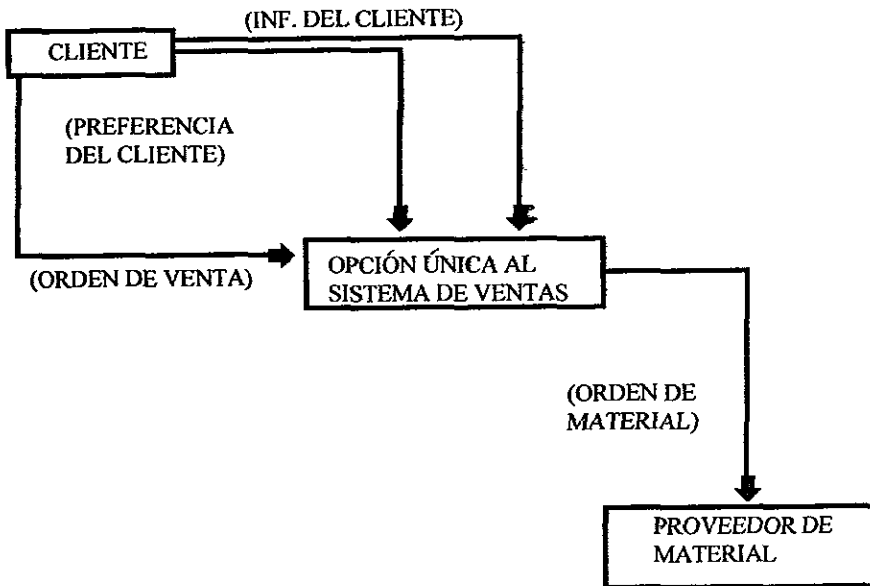 (INF. DEL CLIENTE)
CLIENTE
(PREFERENCIA
DEL CLIENTE)
(ORDEN DE VENTA)
OPCIÓN ÚNICA AL
SISTEMA DE VENTAS
(ORDEN DE
MATERIAL)
PROVEEDOR DE
MATERIAL